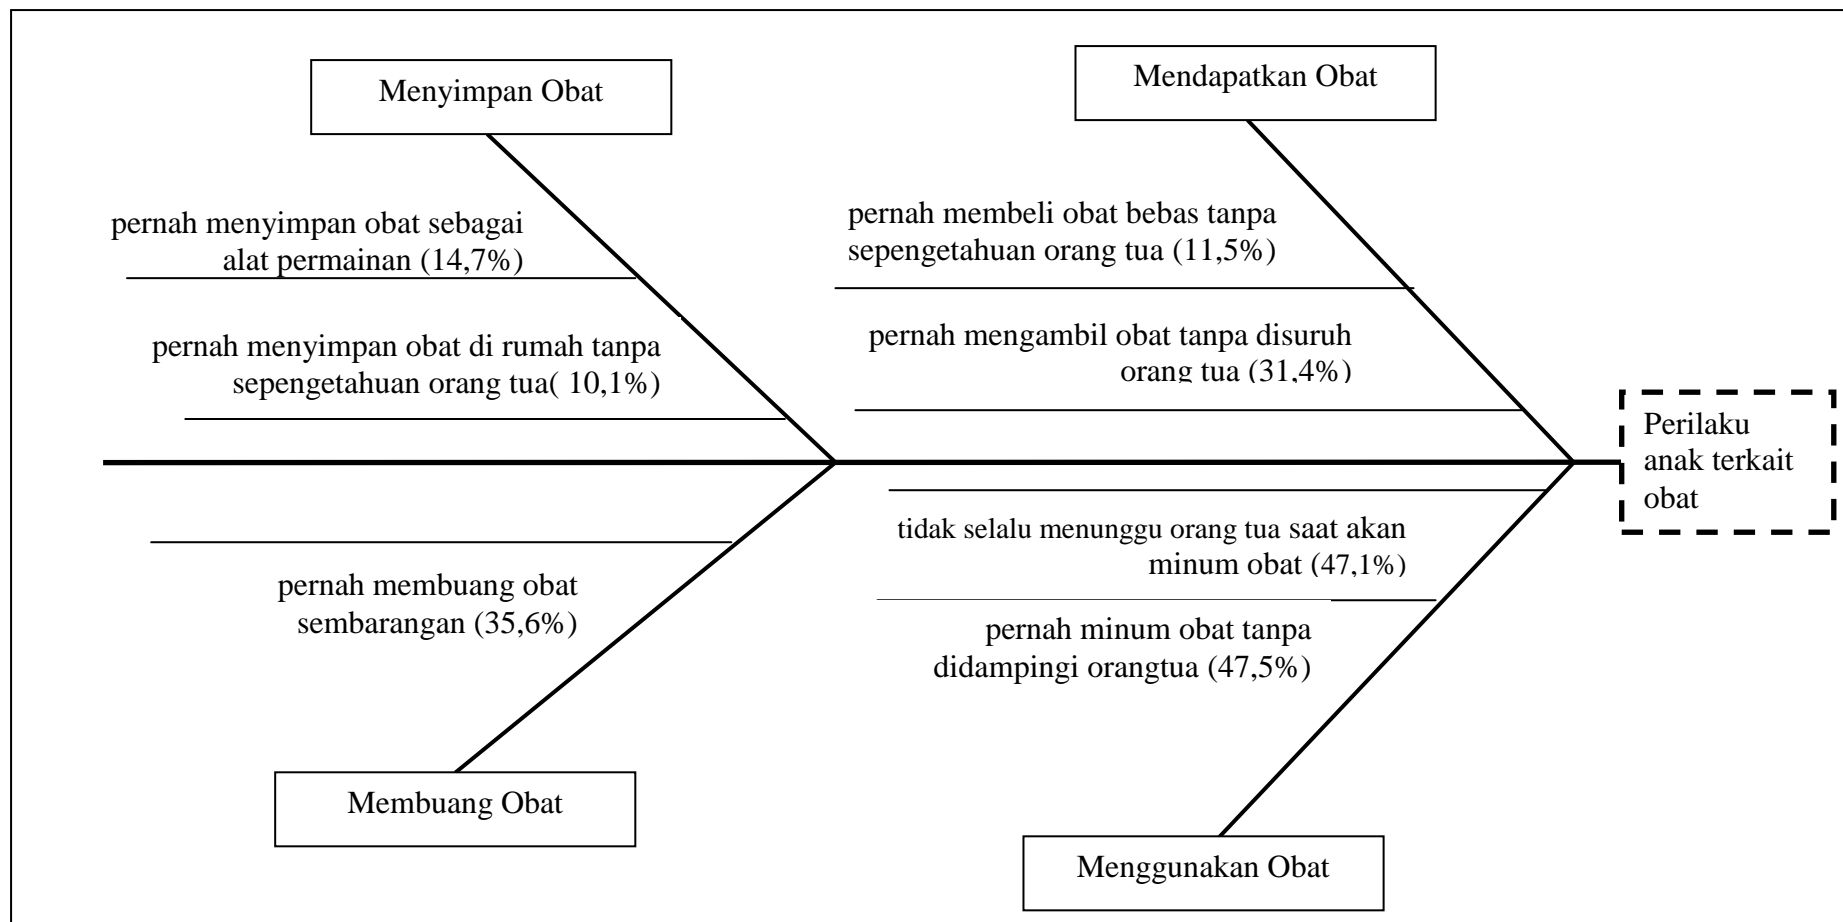 Menyimpan Obat
Mendapatkan Obat
pernah menyimpan obat sebagai
alat permainan (14,7%)
pernah membeli obat bebas tanpa
sepengetahuan orang tua (11,5%)
pernah menyimpan obat di rumah tanpa
sepengetahuan orang tua( 10,1%)
pernah mengambil obat tanpa disuruh
orang tua (31,4%)
Perilaku
anak terkait
obat
pernah membuang obat
sembarangan (35,6%)
tidak selalu menunggu orang tua saat akan
minum obat (47,1%)
pernah minum obat tanpa
didampingi orangtua (47,5%)
Membuang Obat
Menggunakan Obat